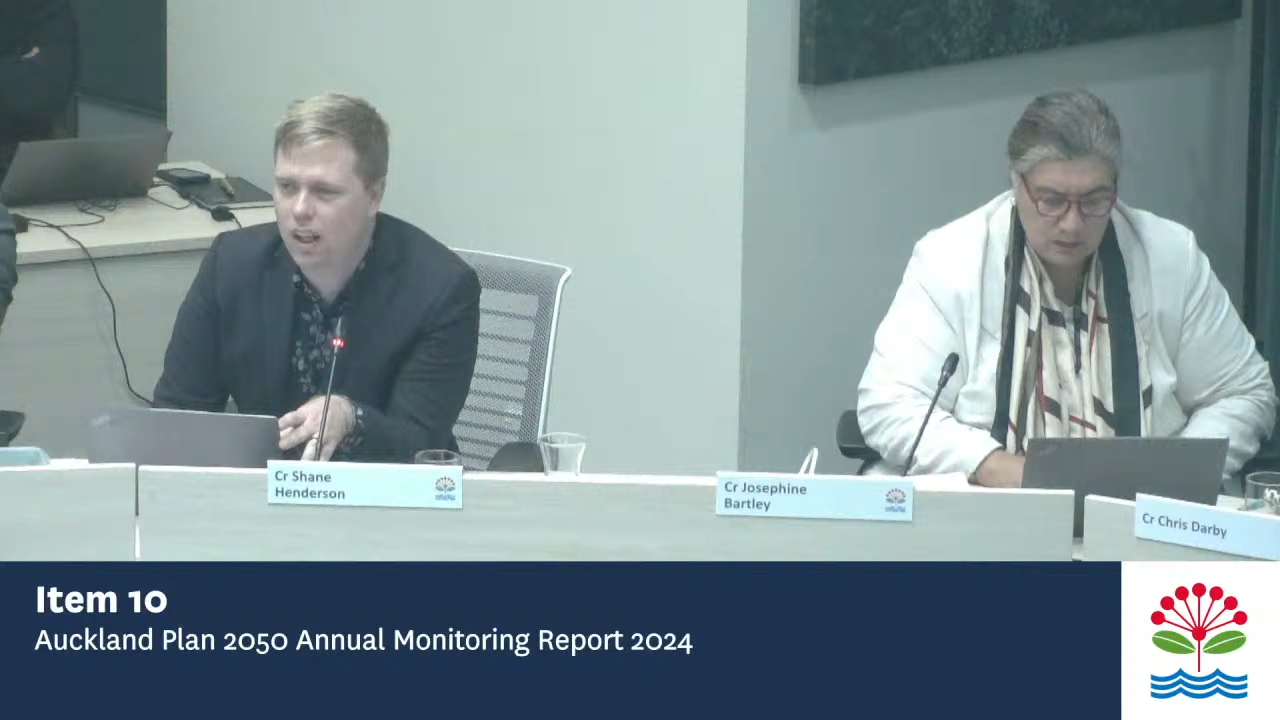 Cr Shane
Henderson
Cr Josephine
Bartley
Cr Chris Darby
Item 10
Auckland Plan 2050 Annual Monitoring Report 2024